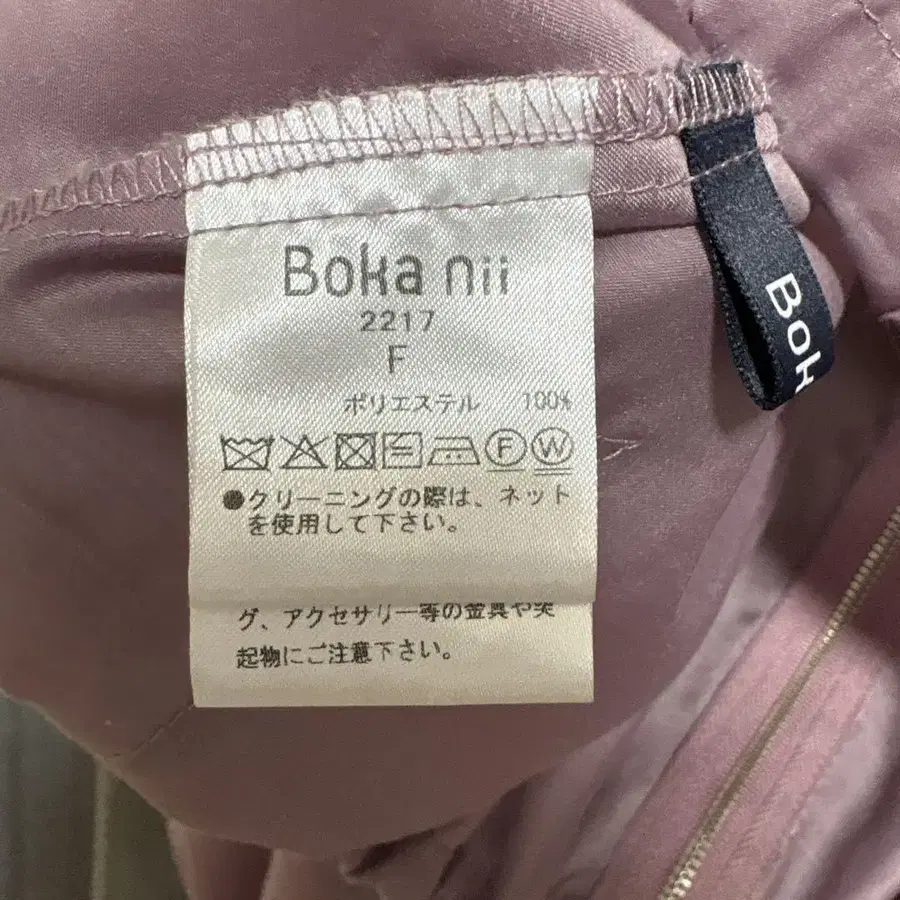 Boka nii
2217
F
ポリエステル 100%
F W
●クリーニングの際は、ネット
を使用して下さい。
グ、アクセサリー等の金具や突
起物にご注意下さい。
Bok